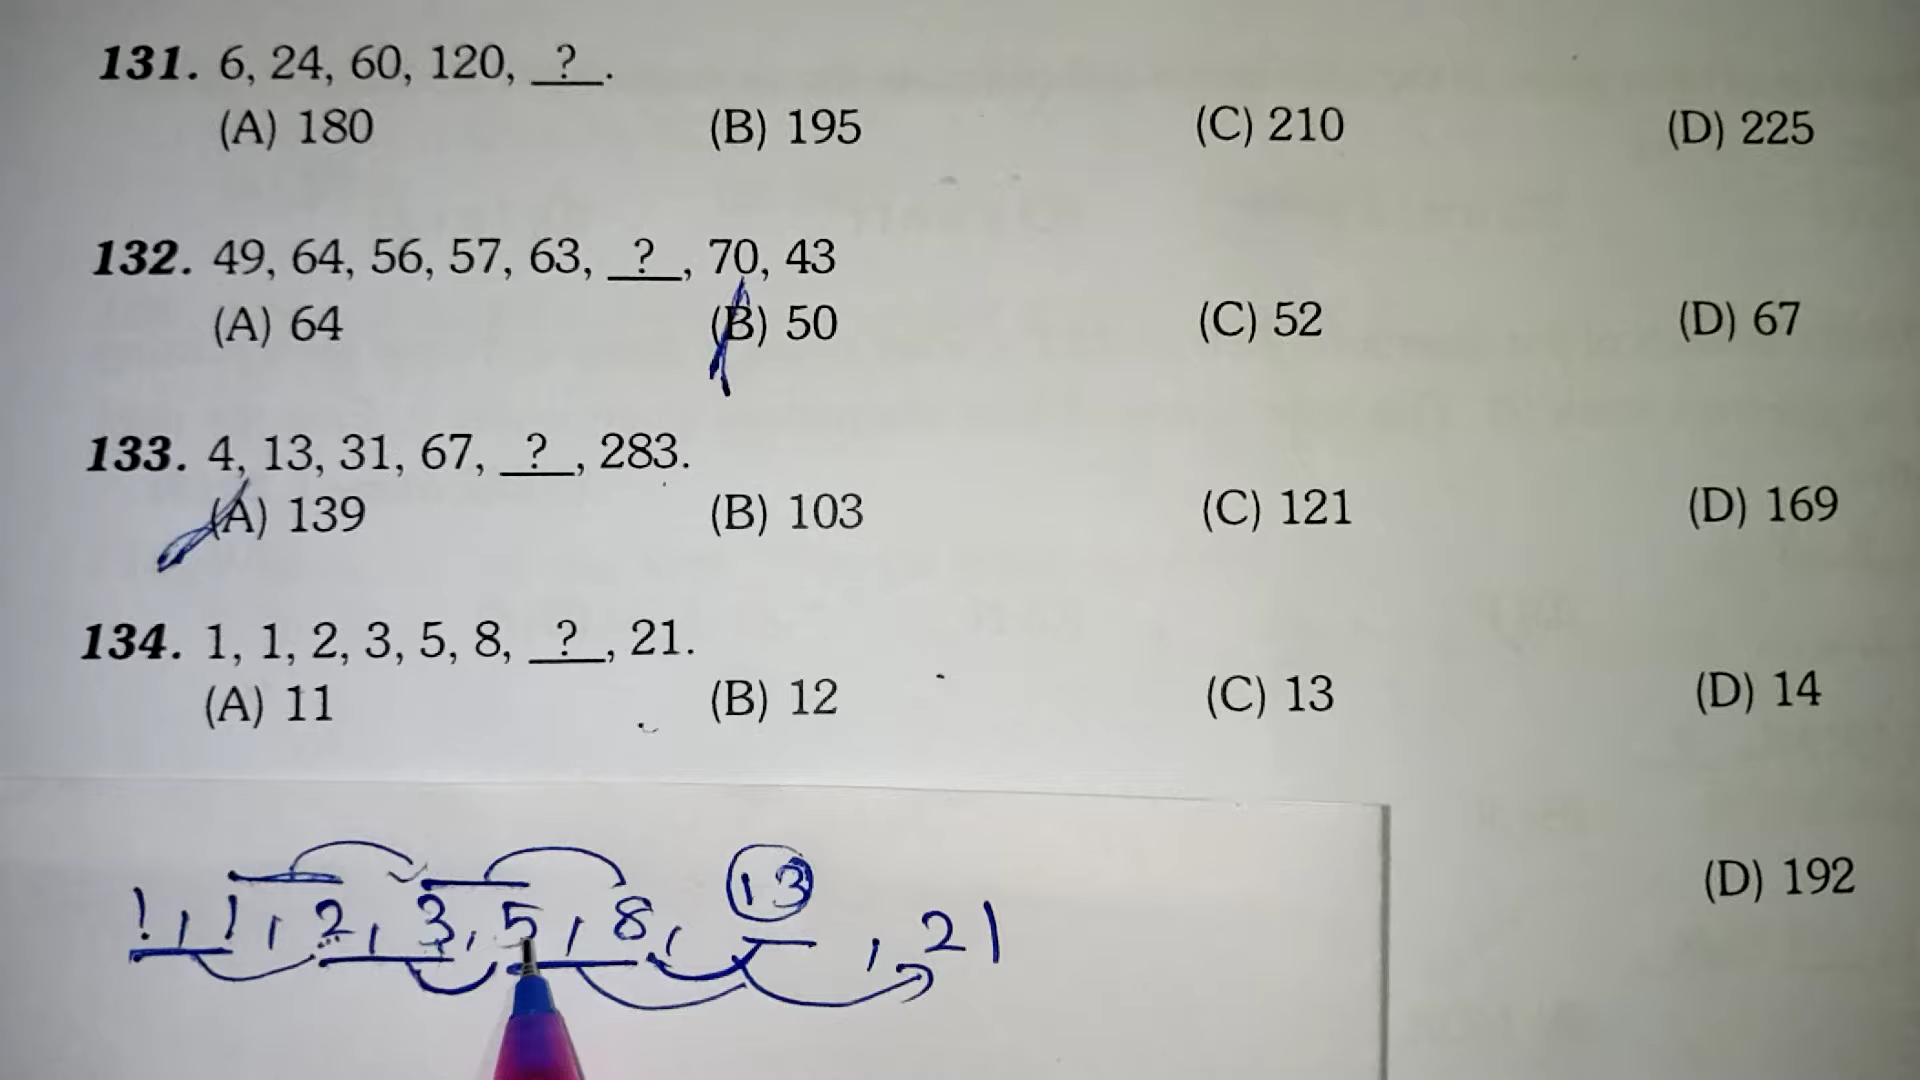 131. 6, 24, 60, 120, ?.
(A) 180 (B) 195 (C) 210 (D) 225
132. 49, 64, 56, 57, 63, ?, 70, 43
(A) 64 (B) 50 (C) 52 (D) 67
133. 4, 13, 31, 67, ?, 283.
(A) 139 (B) 103 (C) 121 (D) 169
134. 1, 1, 2, 3, 5, 8, ?, 21.
(A) 11 (B) 12 (C) 13 (D) 14
(D) 192
13
1, 1, 2, 3, 5, 8, __, 21